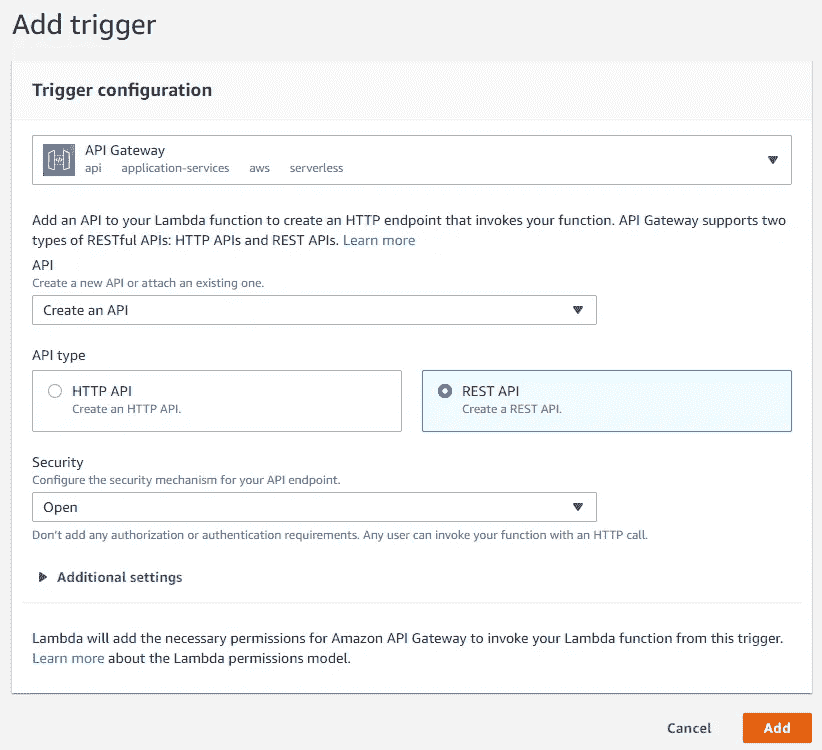 Add trigger
Trigger configuration
API Gateway
api application-services aws serverless
Add an API to your Lambda function to create an HTTP endpoint that invokes your function. API Gateway supports two
types of RESTful APIs: HTTP APIs and REST APIs. Learn more
API
Create a new API or attach an existing one.
Create an API
API type
HTTP API
Create an HTTP API.
REST API
Create a REST API.
Security
Configure the security mechanism for your API endpoint.
Open
Don't add any authorization or authentication requirements. Any user can invoke your function with an HTTP call.
Additional settings
Lambda will add the necessary permissions for Amazon API Gateway to invoke your Lambda function from this trigger.
Learn more about the Lambda permissions model.
Cancel Add